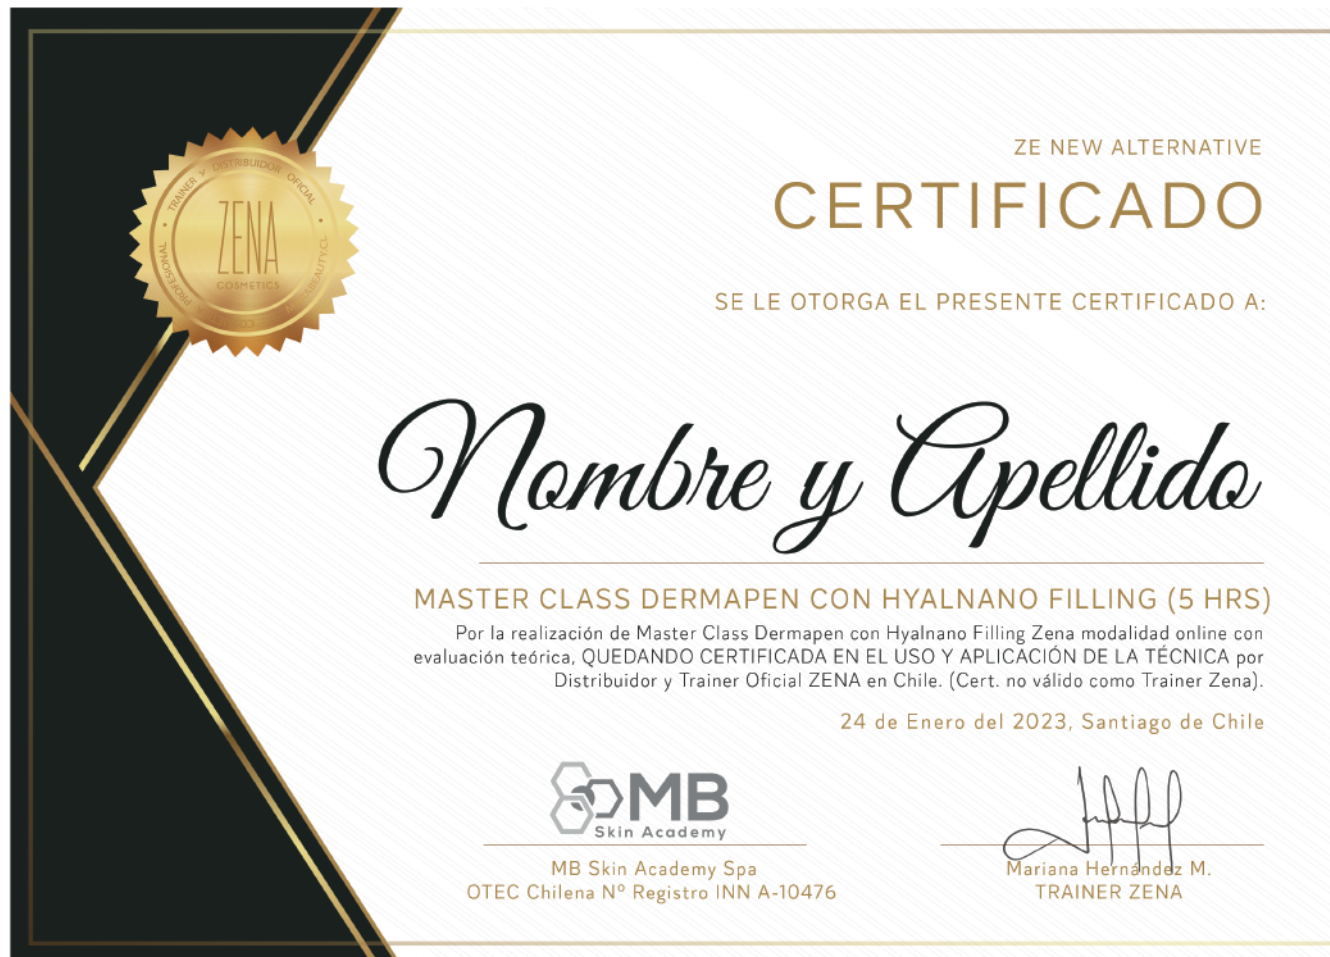 TRAINER Y DISTRIBUIDOR OFICIAL
ZENA
COSMETICS
PROFESIONAL
ZE NEW ALTERNATIVE
CERTIFICADO
SE LE OTORGA EL PRESENTE CERTIFICADO A:
Nombre y Apellido
MASTER CLASS DERMAPEN CON HYALNANO FILLING (5 HRS)
Por la realización de Master Class Dermapen con Hyalnano Filling Zena modalidad online con
evaluación teórica, QUEDANDO CERTIFICADA EN EL USO Y APLICACIÓN DE LA TÉCNICA por
Distribuidor y Trainer Oficial ZENA en Chile. (Cert. no válido como Trainer Zena).
24 de Enero del 2023, Santiago de Chile
MB
Skin Academy
MB Skin Academy Spa
OTEC Chilena Nº Registro INN A-10476
Mariana Hernández M.
TRAINER ZENA